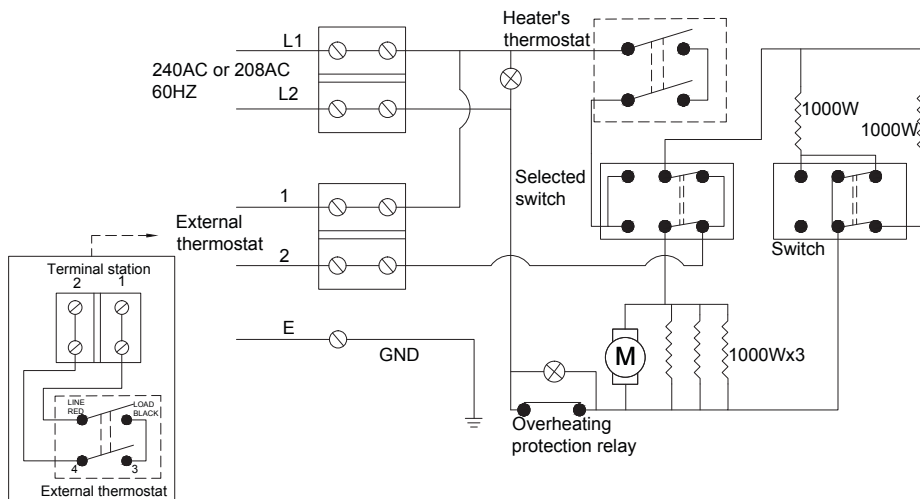 L1
240AC or 208AC
60HZ
L2
Heater's
thermostat
1000W
1000W
Selected
switch
Switch
1
External
thermostat
2
E
GND
M
1000Wx3
Overheating
protection relay
Terminal station
2
1
LINE
RED
LOAD
BLACK
4
3
External thermostat